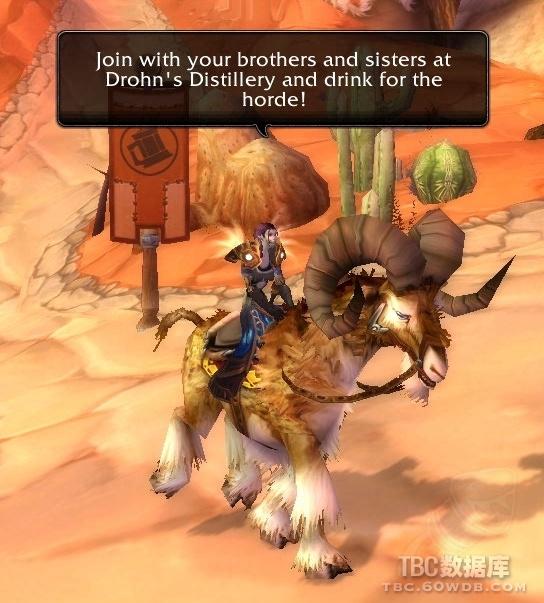 Join with your brothers and sisters at
Drohn's Distillery and drink for the
horde!
TBC数据库
TBC.60WDB.COM